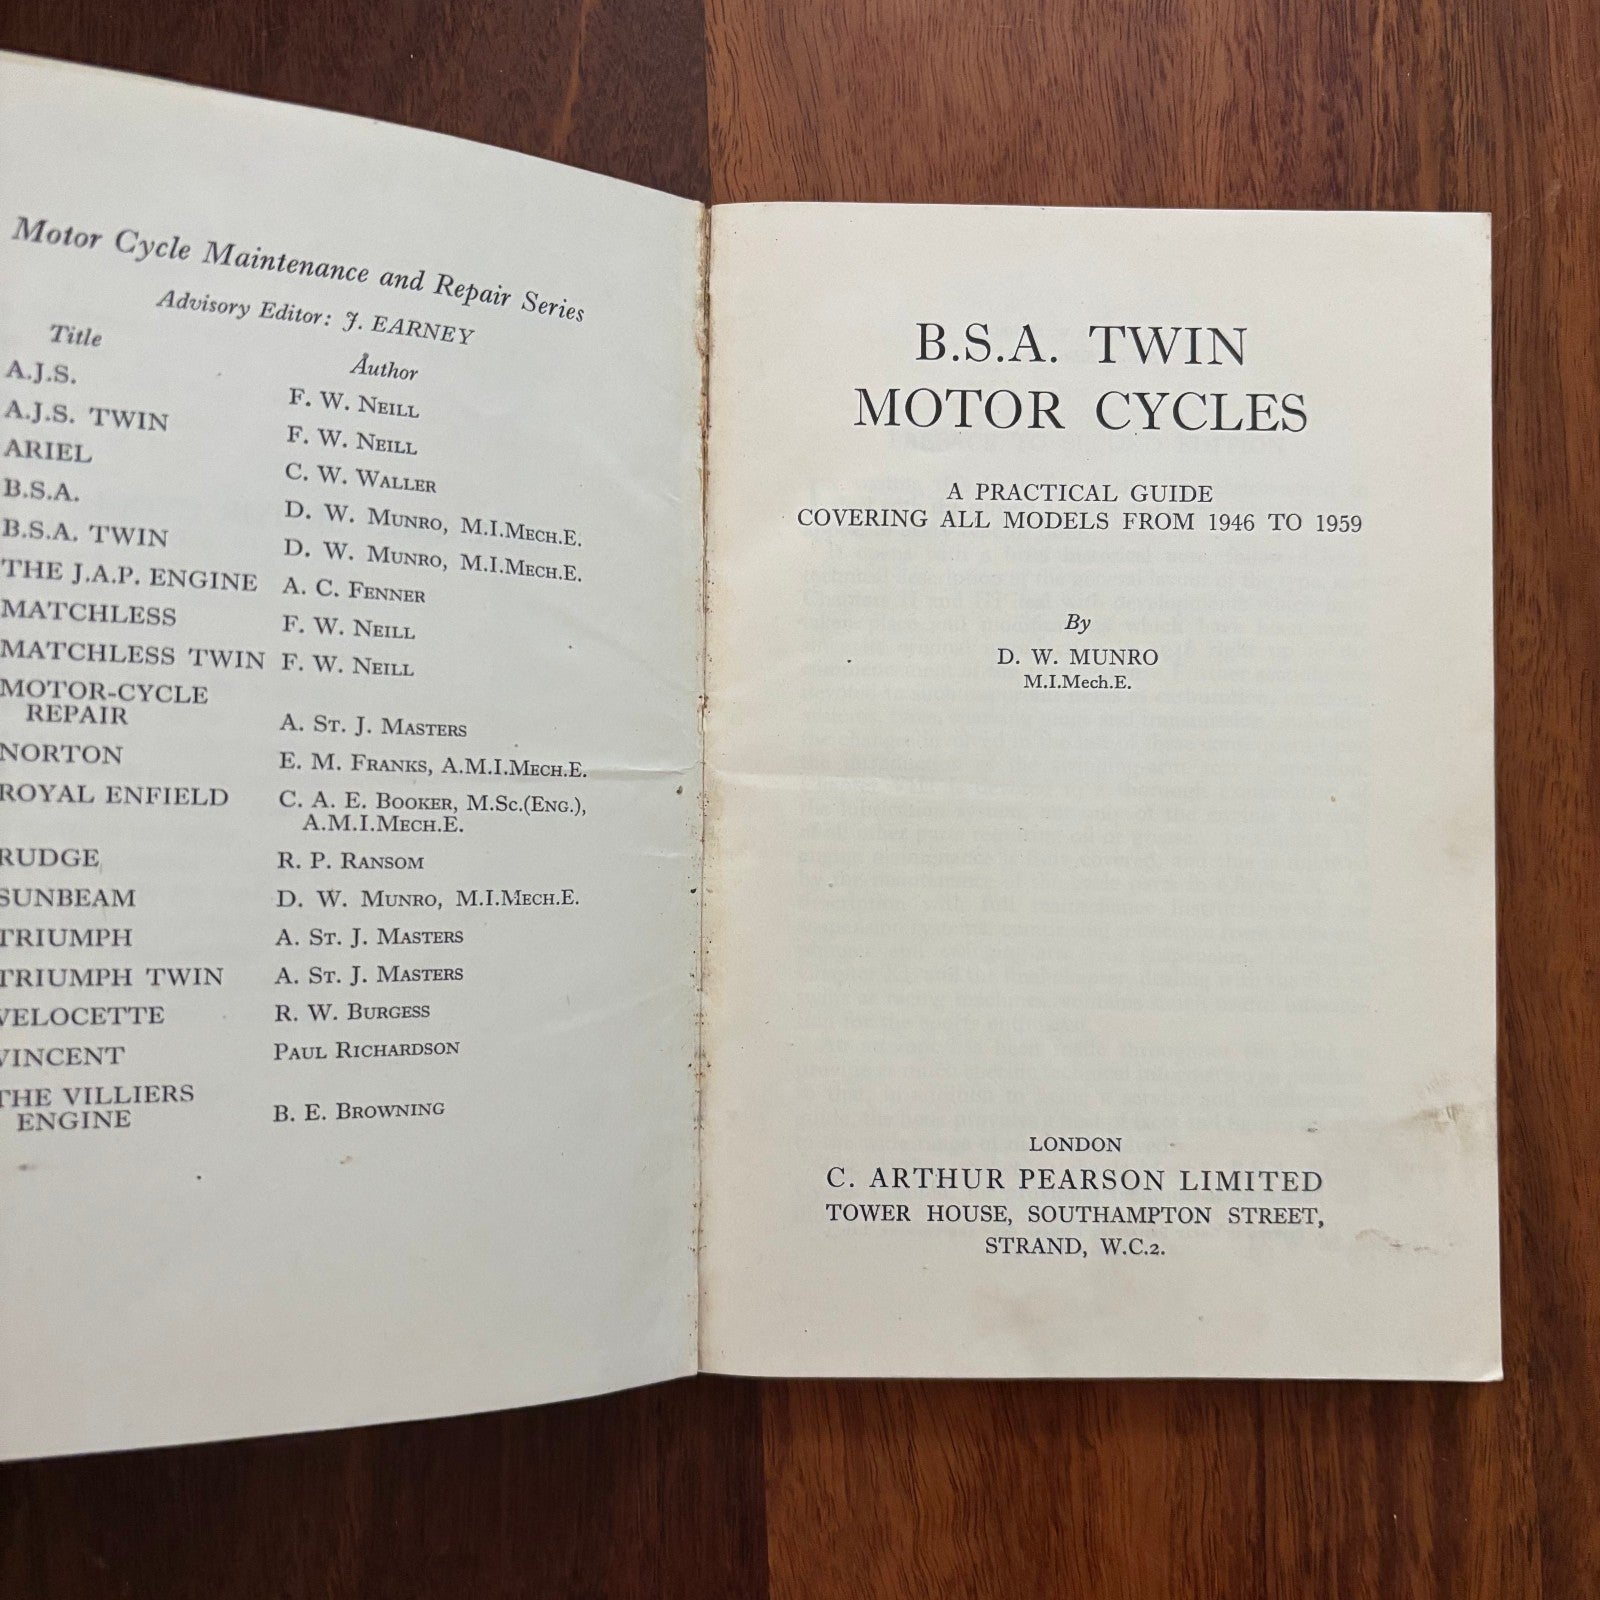 Motor Cycle Maintenance and Repair Series
Advisory Editor: J. EARNEY
Title Author
A.J.S. F. W. NEILL
A.J.S. TWIN F. W. NEILL
ARIEL C. W. WALLER
B.S.A. D. W. MUNRO, M.I.MECH.E.
B.S.A. TWIN D. W. MUNRO, M.I.MECH.E.
THE J.A.P. ENGINE A. C. FENNER
MATCHLESS F. W. NEILL
MATCHLESS TWIN F. W. NEILL
MOTOR-CYCLE
REPAIR A. ST. J. MASTERS
NORTON E. M. FRANKS, A.M.I.MECH.E.
ROYAL ENFIELD C. A. E. BOOKER, M.SC.(ENG.),
A.M.I.MECH.E.
RUDGE R. P. RANSOM
SUNBEAM D. W. MUNRO, M.I.MECH.E.
TRIUMPH A. ST. J. MASTERS
TRIUMPH TWIN A. ST. J. MASTERS
VELOCETTE R. W. BURGESS
VINCENT PAUL RICHARDSON
THE VILLIERS
ENGINE B. E. BROWNING
B.S.A. TWIN
MOTOR CYCLES
A PRACTICAL GUIDE
COVERING ALL MODELS FROM 1946 TO 1959
By
D. W. MUNRO
M.I.Mech.E.
LONDON
C. ARTHUR PEARSON LIMITED
TOWER HOUSE, SOUTHAMPTON STREET,
STRAND, W.C.2.